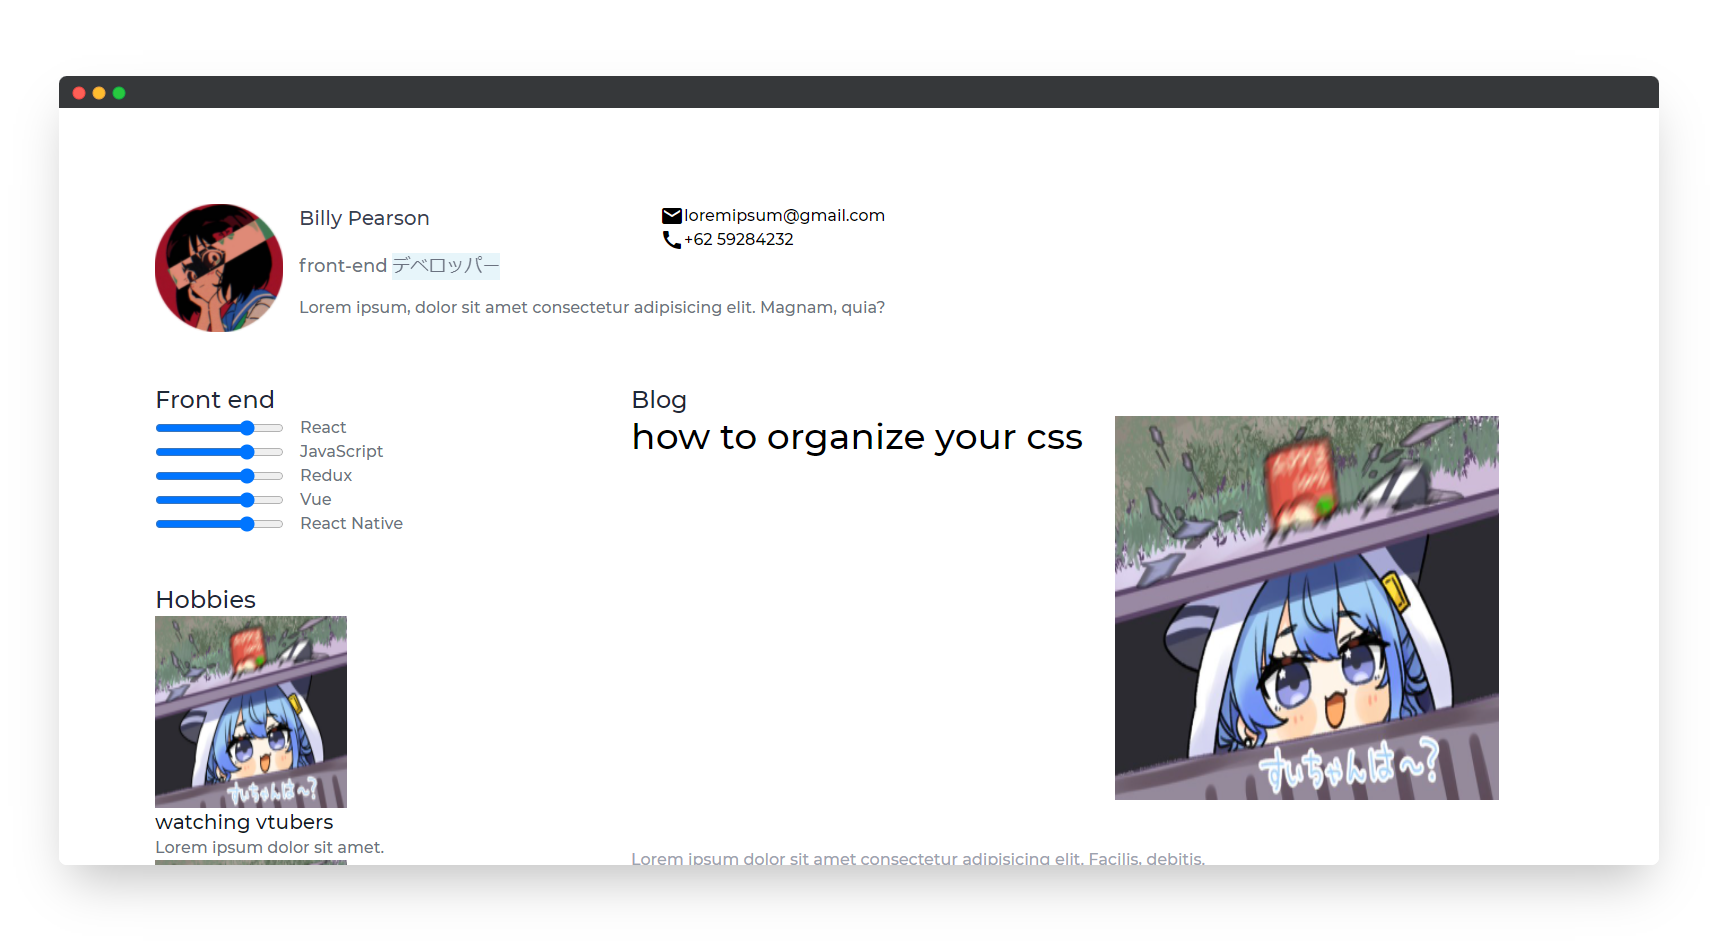 Billy Pearson
loremipsum@gmail.com
+62 59284232
front-end デベロッパー
Lorem ipsum, dolor sit amet consectetur adipisicing elit. Magnam, quia?
Front end
React
JavaScript
Redux
Vue
React Native
Hobbies
すいちゃんは〜?
watching vtubers
Lorem ipsum dolor sit amet.
Blog
how to organize your css
すいちゃんは〜?
Lorem ipsum dolor sit amet consectetur adipisicing elit. Facilis, debitis.